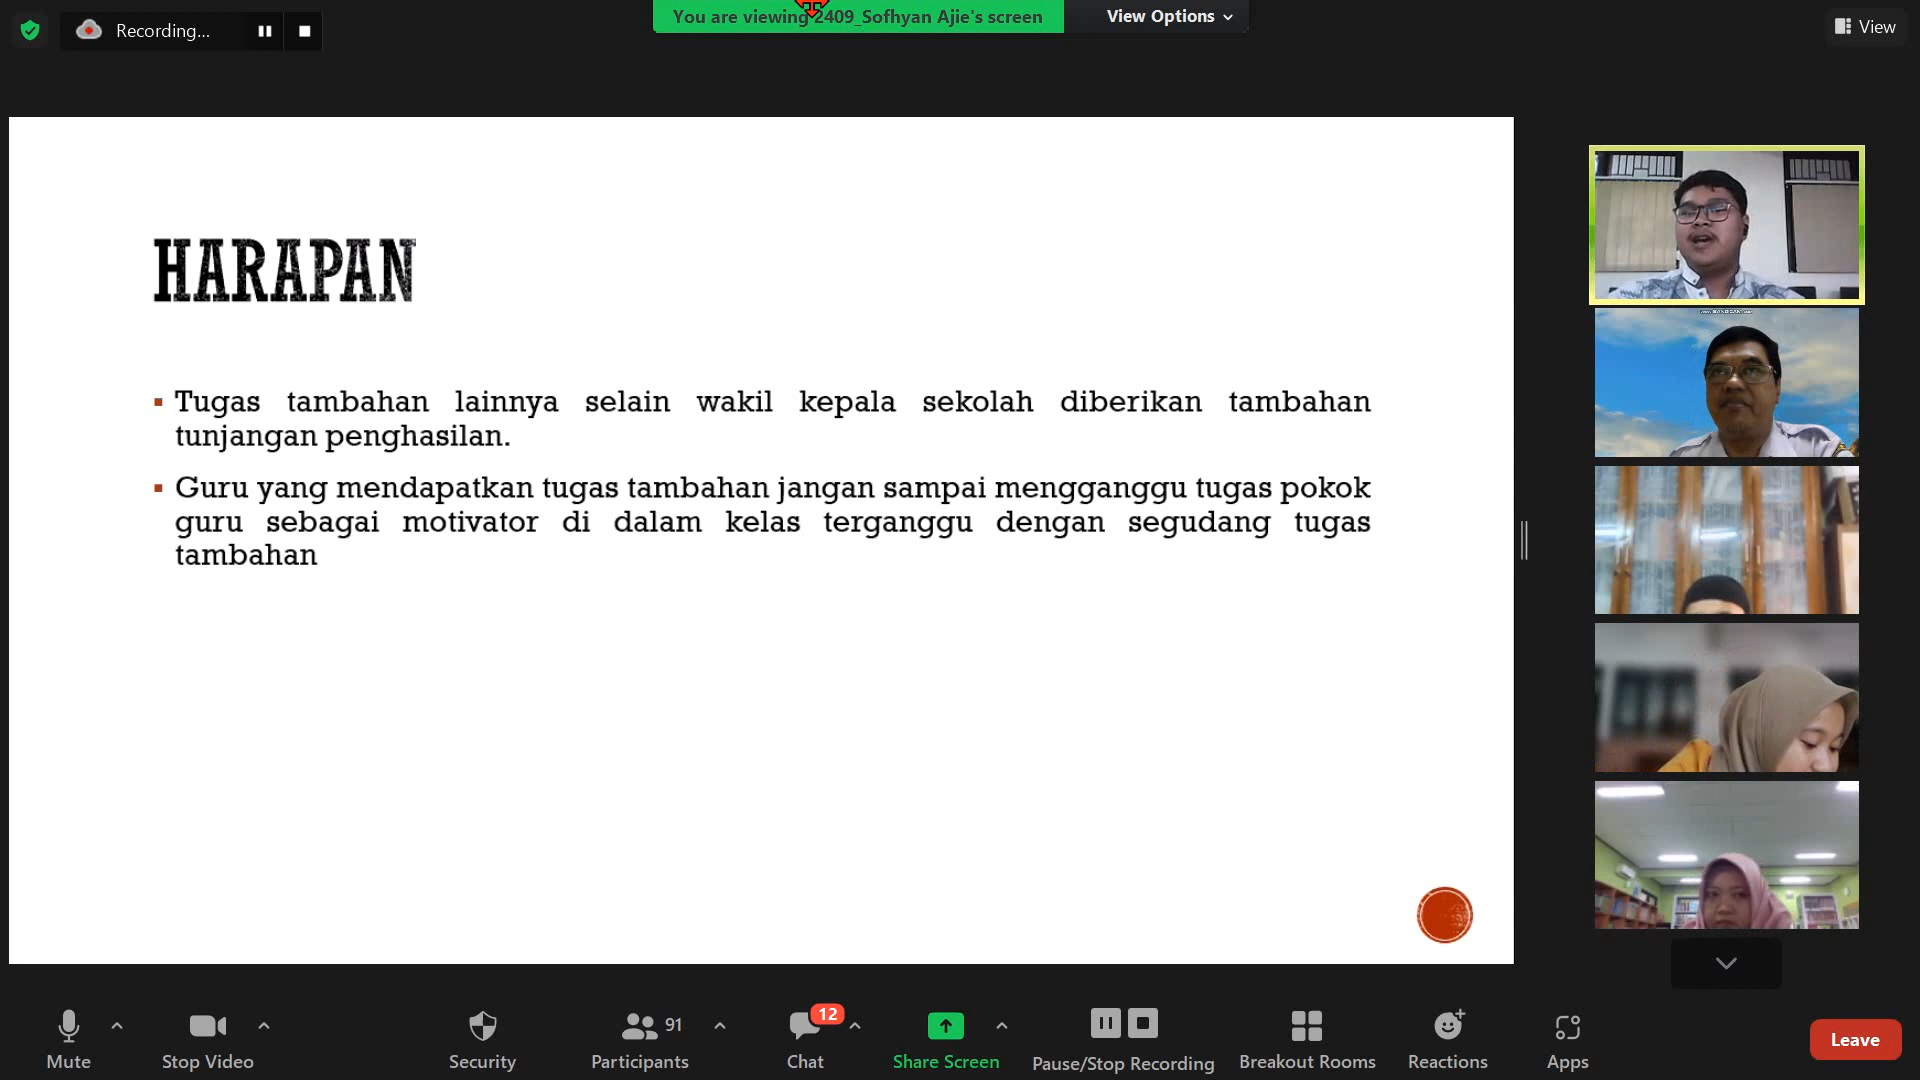 Recording...
You are viewing 2409_Sofhyan Ajie's screen
View Options
View
HARAPAN
Tugas tambahan lainnya selain wakil kepala sekolah diberikan tambahan
tunjangan penghasilan.
Guru yang mendapatkan tugas tambahan jangan sampai mengganggu tugas pokok
guru sebagai motivator di dalam kelas terganggu dengan segudang tugas
tambahan
Mute
Stop Video
Security
91
Participants
12
Chat
Share Screen
Pause/Stop Recording
Breakout Rooms
Reactions
Apps
Leave